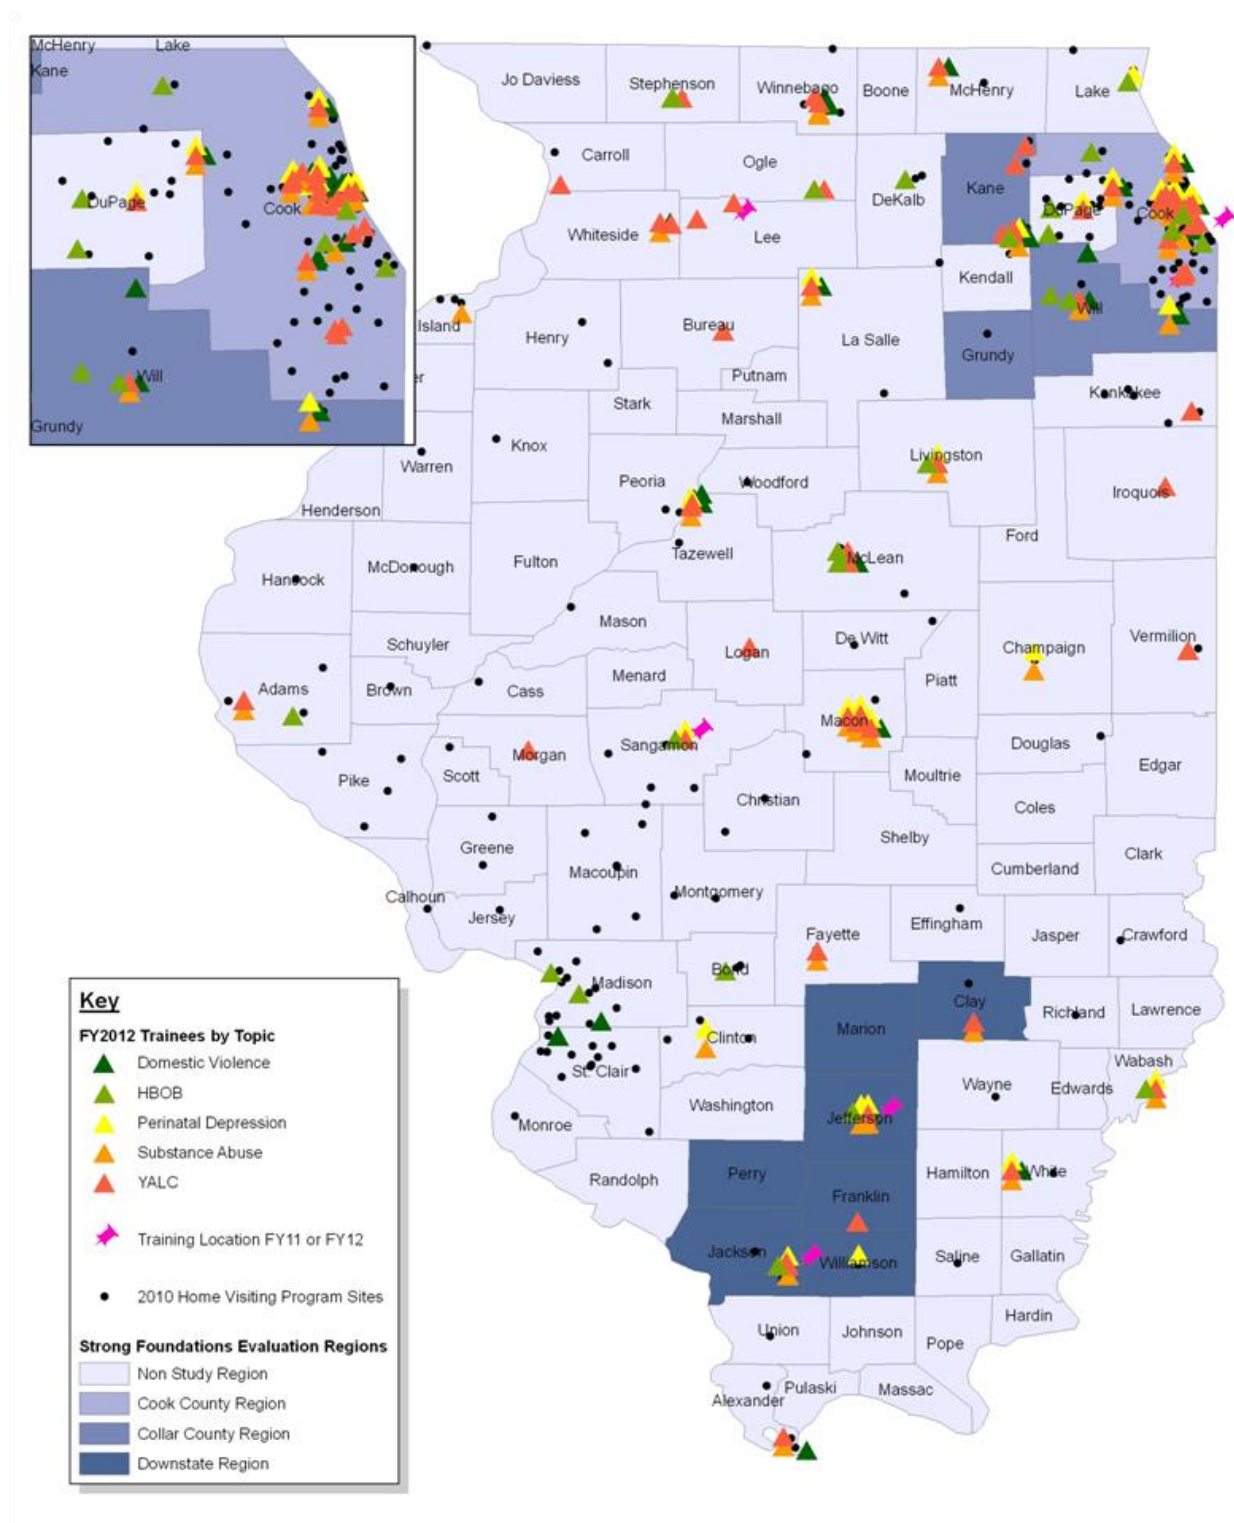 McHenry Lake
Kane
DuPage
Cook
Will
Grundy
Jo Daviess
Stephenson
Winnebago
Boone
McHenry
Lake
Carroll
Ogle
DeKalb
Kane
DuPage
Cook
Whiteside
Lee
Kendall
Will
Island
Henry
Bureau
La Salle
Grundy
er
Putnam
Kankakee
Stark
Marshall
Warren
Knox
Peoria
Woodford
Livingston
Iroquois
Henderson
Ford
Hancock
McDonough
Fulton
Tazewell
McLean
Mason
Schuyler
Logan
De Witt
Champaign
Vermilion
Adams
Brown
Cass
Menard
Piatt
Macon
Sangamon
Morgan
Scott
Pike
Douglas
Edgar
Moultrie
Christian
Coles
Shelby
Greene
Macoupin
Cumberland
Clark
Calhoun
Jersey
Montgomery
Fayette
Effingham
Jasper
Crawford
Madison
Bond
Clay
Richland
Lawrence
Marion
Clinton
St. Clair
Wabash
Wayne
Edwards
Washington
Jefferson
Monroe
Randolph
Perry
Hamilton
White
Franklin
Jackson
Williamson
Saline
Gallatin
Union
Johnson
Pope
Hardin
Alexander
Pulaski
Massac
Key
FY2012 Trainees by Topic
Domestic Violence
HBOB
Perinatal Depression
Substance Abuse
YALC
Training Location FY11 or FY12
2010 Home Visiting Program Sites
Strong Foundations Evaluation Regions
Non Study Region
Cook County Region
Collar County Region
Downstate Region